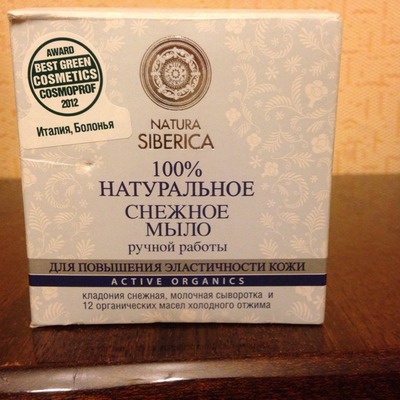 AWARD
BEST GREEN
COSMETICS
COSMOPROF
2012
Италия, Болонья
NATURA
SIBERICA
100%
НАТУРАЛЬНОЕ
СНЕЖНОЕ
МЫЛО
ручной работы
ДЛЯ ПОВЫШЕНИЯ ЭЛАСТИЧНОСТИ КОЖИ
ACTIVE ORGANICS
кладония снежная, молочная сыворотка и
12 органических масел холодного отжима